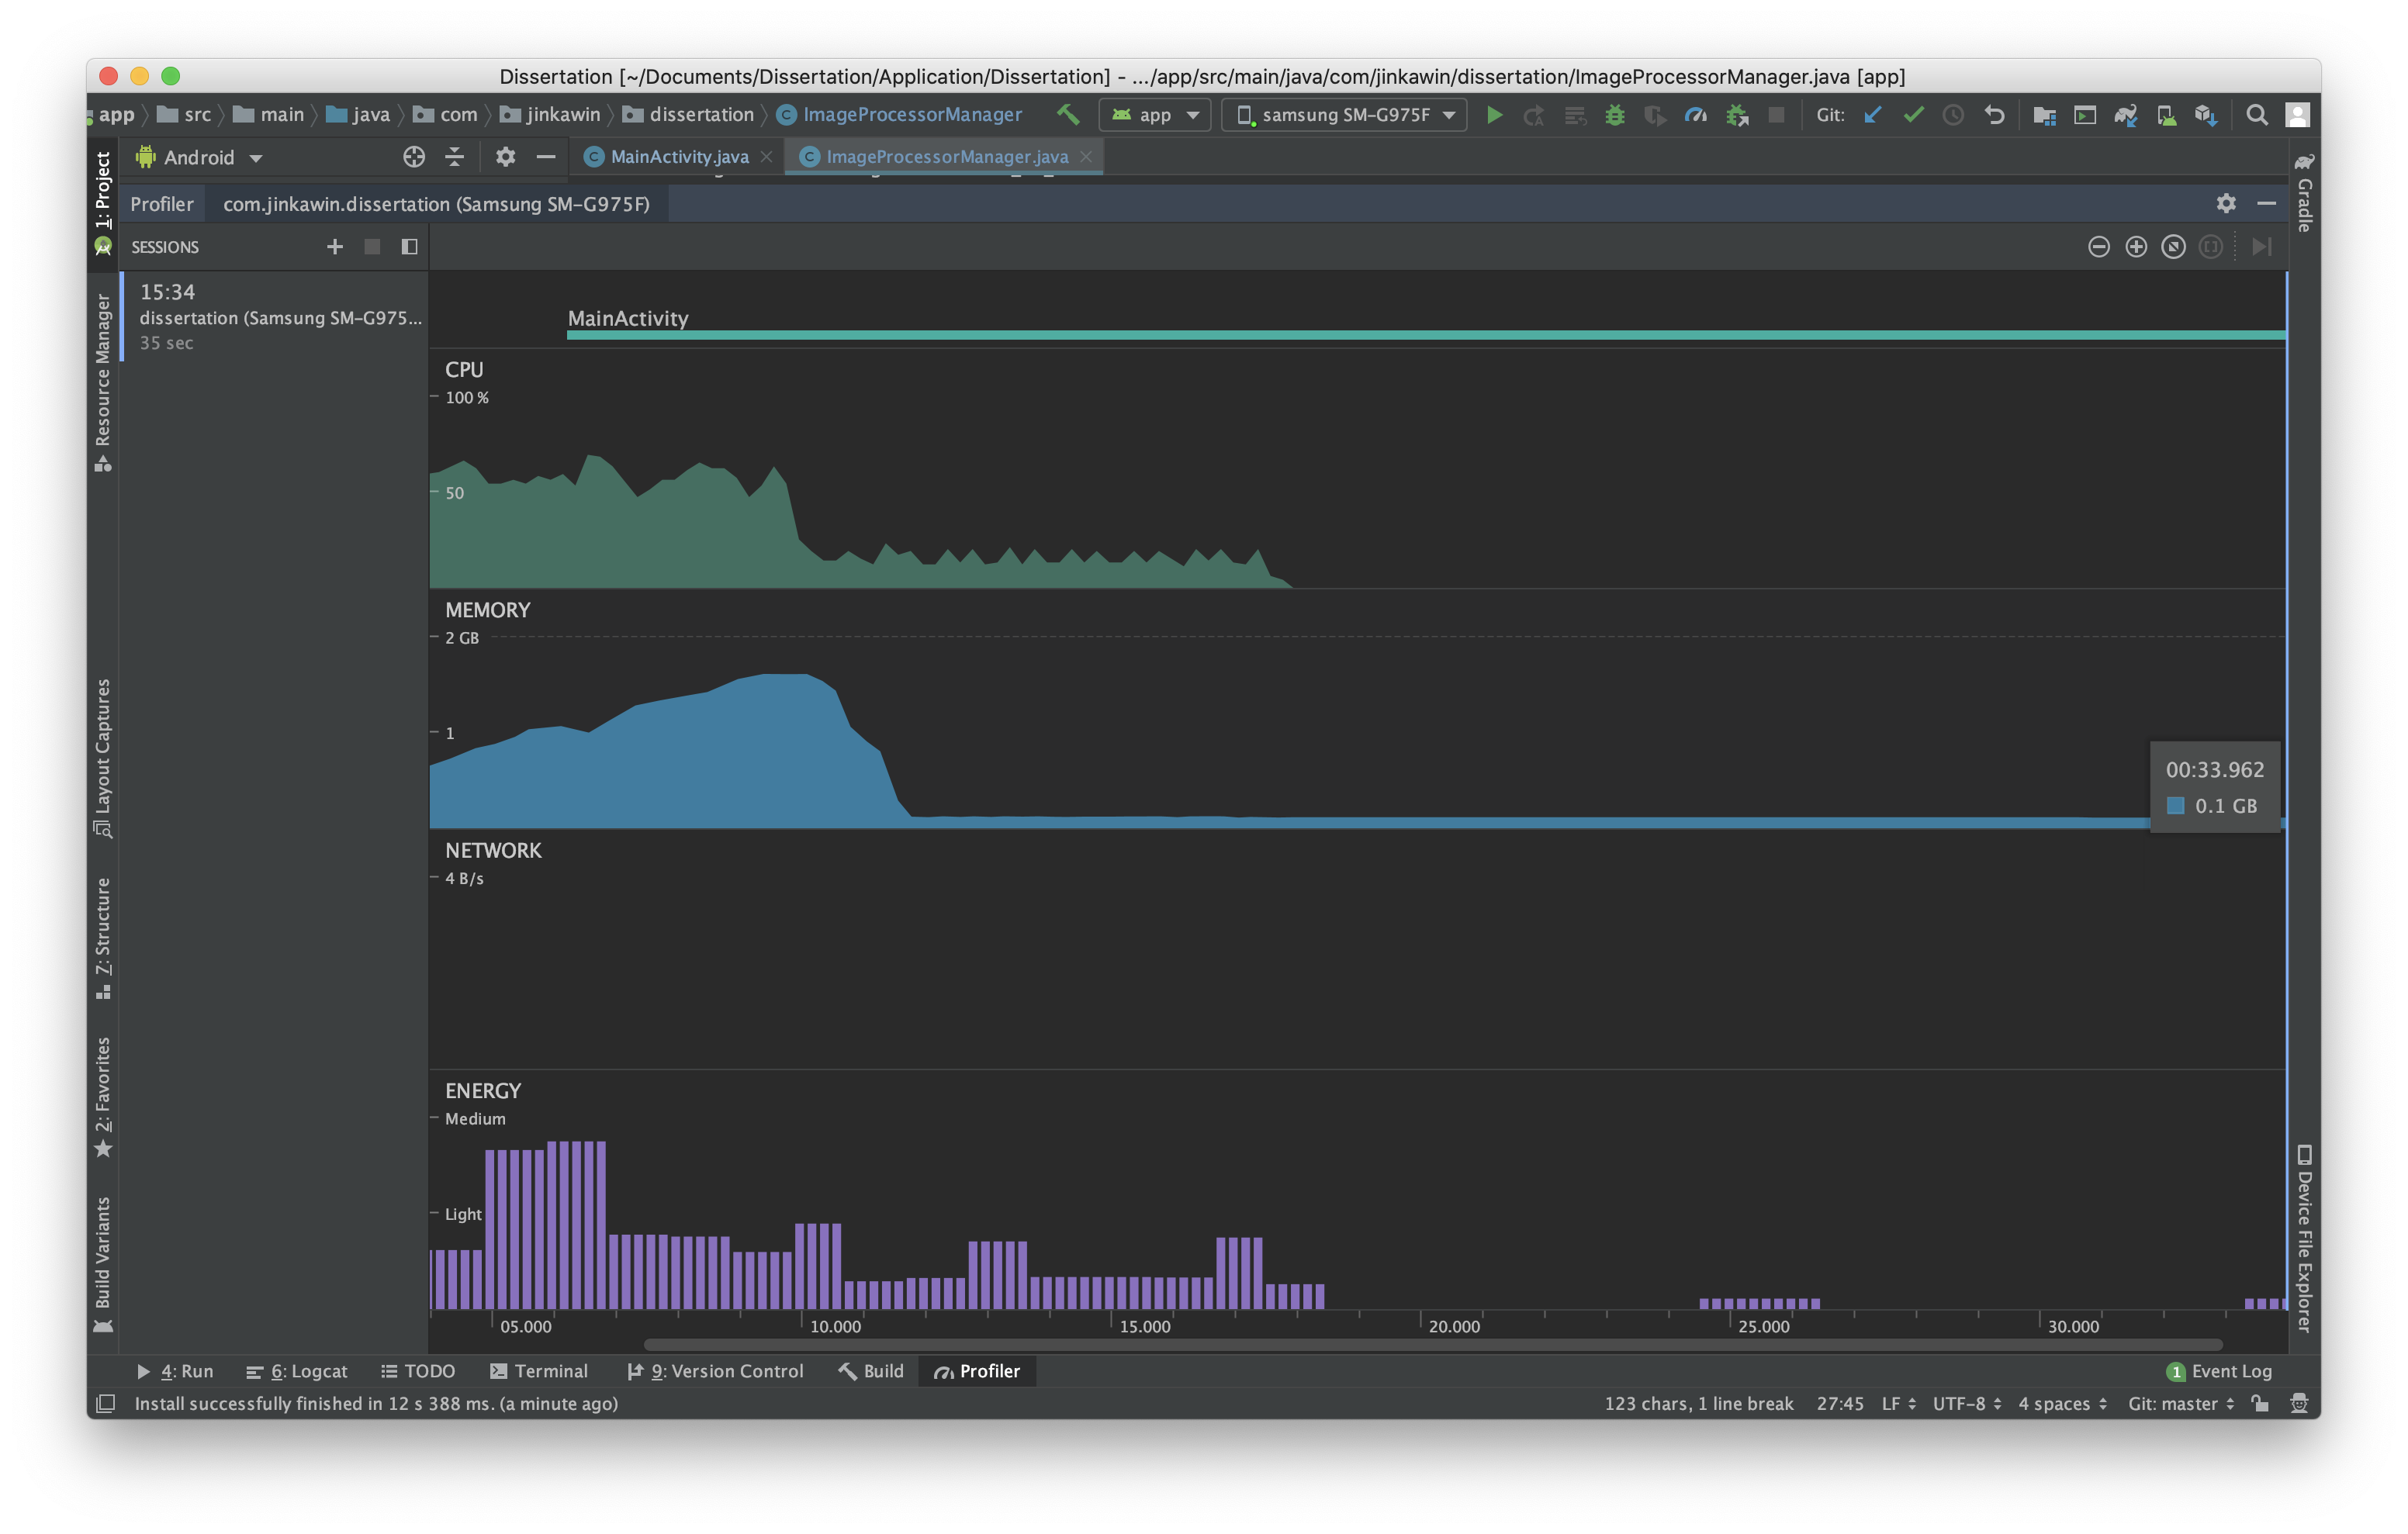 Dissertation [~/Documents/Dissertation/Application/Dissertation] - .../app/src/main/java/com/jinkawin/dissertation/ImageProcessorManager.java [app]
app src main java com jinkawin dissertation ImageProcessorManager app samsung SM-G975F Git:
Android MainActivity.java ImageProcessorManager.java
Profiler com.jinkawin.dissertation (Samsung SM-G975F)
SESSIONS
15:34
dissertation (Samsung SM-G975...
35 sec
MainActivity
CPU
100 %
50
MEMORY
2 GB
1
00:33.962
0.1 GB
NETWORK
4 B/s
ENERGY
Medium
Light
05.000 10.000 15.000 20.000 25.000 30.000
1: Project
Resource Manager
Layout Captures
7: Structure
2: Favorites
Build Variants
Gradle
Device File Explorer
4: Run 6: Logcat TODO Terminal 9: Version Control Build Profiler 1 Event Log
Install successfully finished in 12 s 388 ms. (a minute ago) 123 chars, 1 line break 27:45 LF UTF-8 4 spaces Git: master